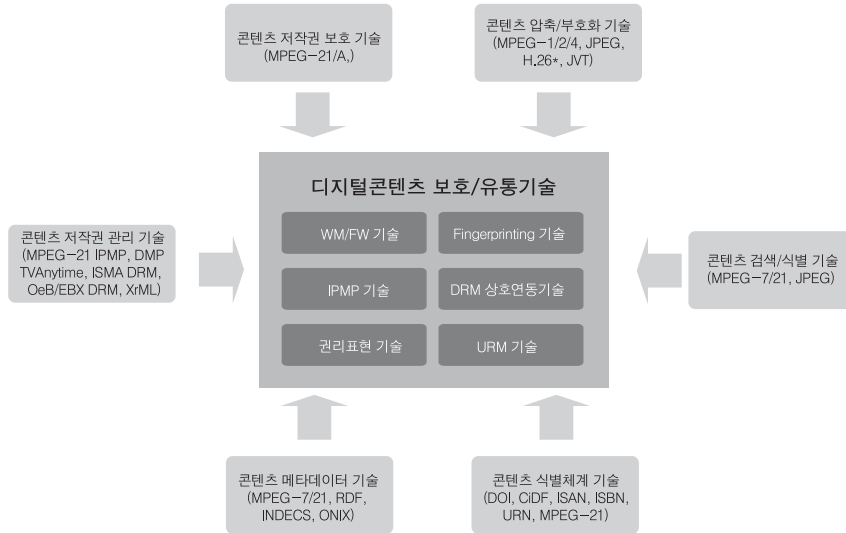 콘텐츠 저작권 보호 기술
(MPEG-21/A,)
콘텐츠 압축/부호화 기술
(MPEG-1/2/4, JPEG,
H.26*, JVT)
디지털콘텐츠 보호/유통기술
WM/FW 기술
Fingerprinting 기술
IPMP 기술
DRM 상호연동기술
권리표현 기술
URM 기술
콘텐츠 저작권 관리 기술
(MPEG-21 IPMP, DMP
TVAnytime, ISMA DRM,
OeB/EBX DRM, XrML)
콘텐츠 검색/식별 기술
(MPEG-7/21, JPEG)
콘텐츠 메타데이터 기술
(MPEG-7/21, RDF,
INDECS, ONIX)
콘텐츠 식별체계 기술
(DOI, CiDF, ISAN, ISBN,
URN, MPEG-21)